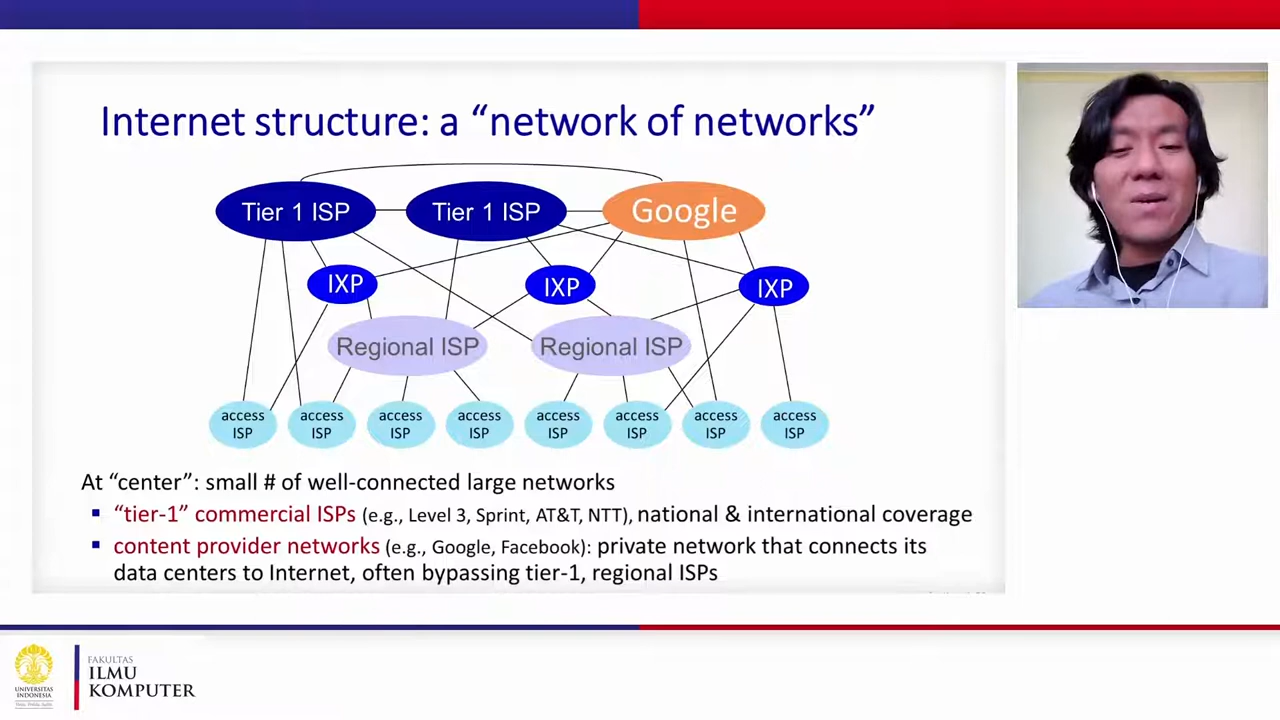 Internet structure: a “network of networks”
Tier 1 ISP
Tier 1 ISP
Google
IXP
IXP
IXP
Regional ISP
Regional ISP
access
ISP
access
ISP
access
ISP
access
ISP
access
ISP
access
ISP
access
ISP
access
ISP
At “center”: small # of well-connected large networks
“tier-1” commercial ISPs (e.g., Level 3, Sprint, AT&T, NTT), national & international coverage
content provider networks (e.g., Google, Facebook): private network that connects its
data centers to Internet, often bypassing tier-1, regional ISPs
UNIVERSITAS
INDONESIA
FAKULTAS
ILMU
KOMPUTER